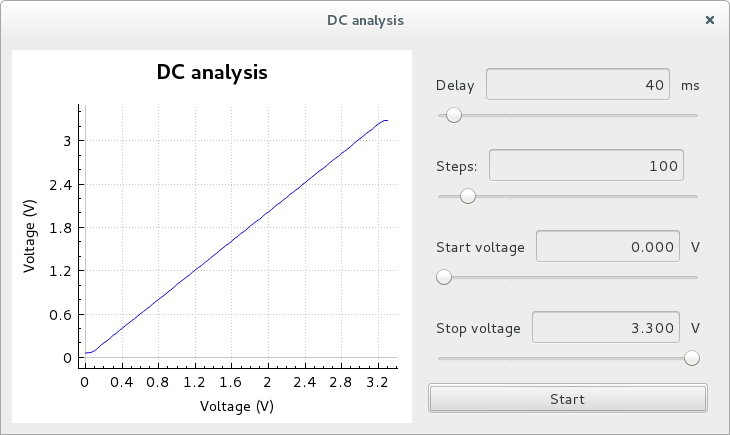 DC analysis
DC analysis
Voltage (V)
3
2.4
1.8
1.2
0.6
0
0 0.4 0.8 1.2 1.6 2 2.4 2.8 3.2
Voltage (V)
Delay 40 ms
Steps: 100
Start voltage 0.000 V
Stop voltage 3.300 V
Start